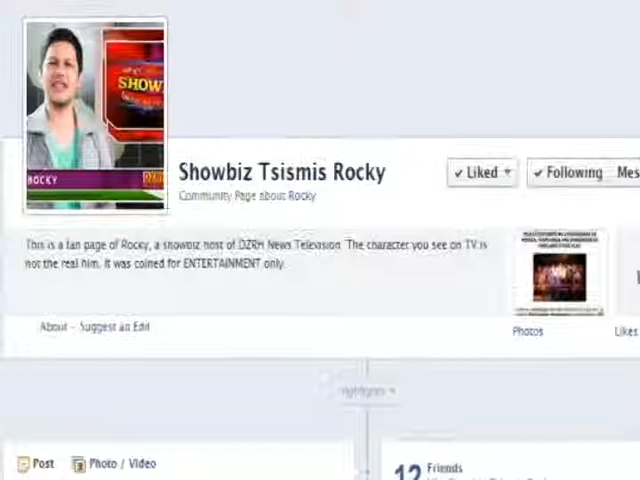 SHOW
ROCKY
DZRH
Showbiz Tsismis Rocky
Community Page about Rocky
Liked
Following
Mes
This is a fan page of Rocky, a showbiz host of DZRH News Television. The character you see on TV is
not the real him. It was coined for ENTERTAINMENT only.
About - Suggest an Edit
Photos
Likes
Highlights
Post
Photo / Video
12 Friends